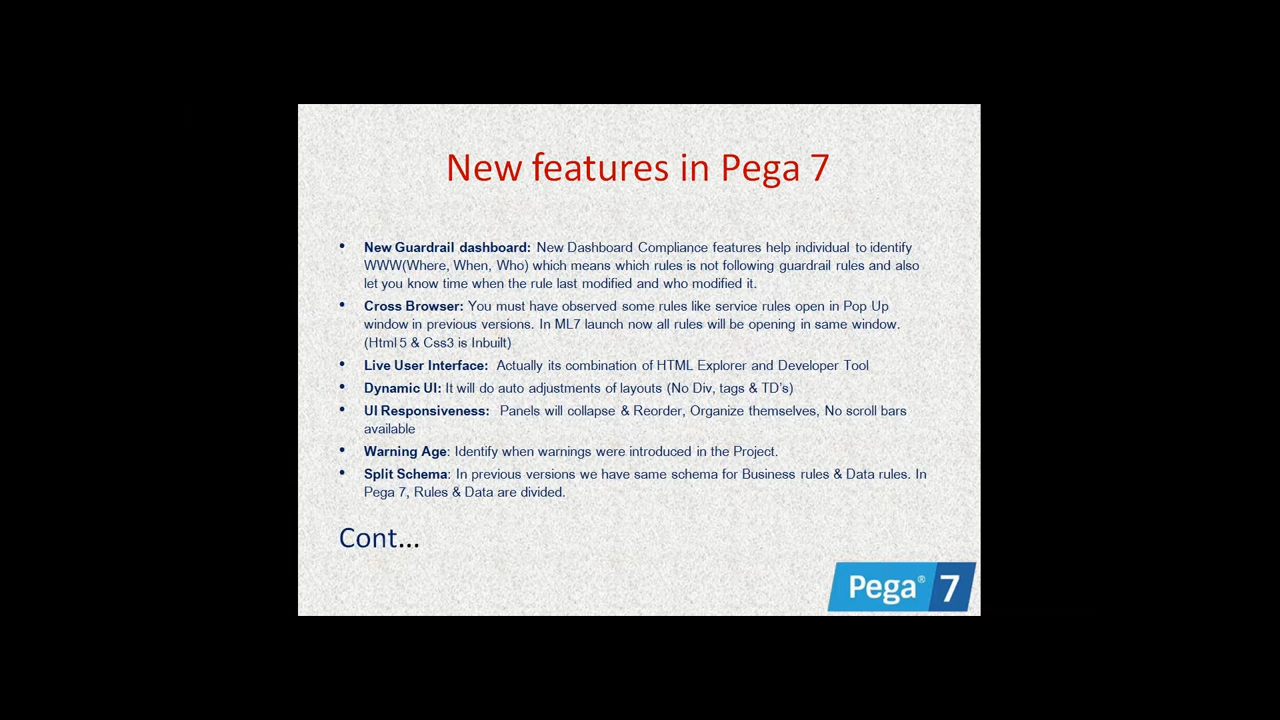 New features in Pega 7
• New Guardrail dashboard: New Dashboard Compliance features help individual to identify
WWW(Where, When, Who) which means which rules is not following guardrail rules and also
let you know time when the rule last modified and who modified it.
• Cross Browser: You must have observed some rules like service rules open in Pop Up
window in previous versions. In ML7 launch now all rules will be opening in same window.
(Html 5 & Css3 is Inbuilt)
• Live User Interface: Actually its combination of HTML Explorer and Developer Tool
• Dynamic UI: It will do auto adjustments of layouts (No Div, tags & TD's)
• UI Responsiveness: Panels will collapse & Reorder, Organize themselves, No scroll bars
available
• Warning Age: Identify when warnings were introduced in the Project.
• Split Schema: In previous versions we have same schema for Business rules & Data rules. In
Pega 7, Rules & Data are divided.
Cont...
Pega® 7